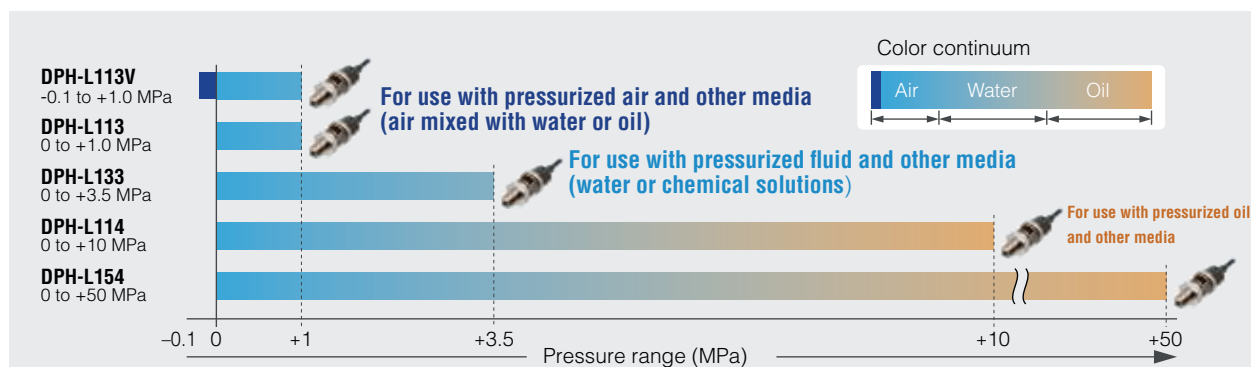 Color continuum
Air Water Oil
DPH-L113V
-0.1 to +1.0 MPa
For use with pressurized air and other media
(air mixed with water or oil)
DPH-L113
0 to +1.0 MPa
For use with pressurized fluid and other media
(water or chemical solutions)
DPH-L133
0 to +3.5 MPa
For use with pressurized oil
and other media
DPH-L114
0 to +10 MPa
DPH-L154
0 to +50 MPa
–0.1 0 +1 +3.5 +10 +50
Pressure range (MPa)